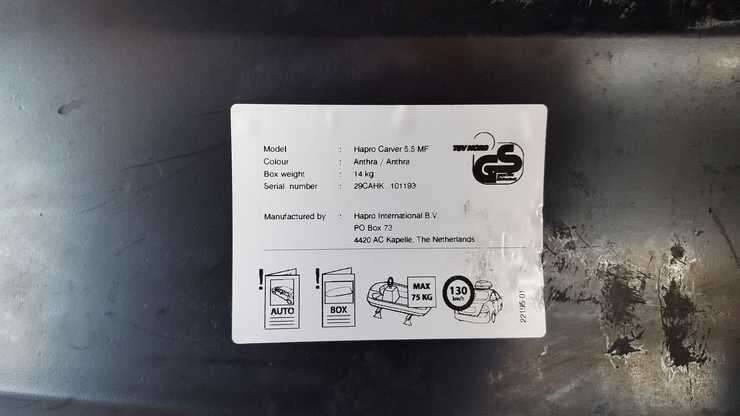 Model : Hapro Carver 5.5 MF
Colour : Anthra / Anthra
Box weight : 14 kg
Serial number : 29CAHK 101193
Manufactured by : Hapro International B.V.
PO Box 73
4420 AC Kapelle, The Netherlands
TÜV NORD
GS
! AUTO
! BOX
MAX
75 KG
130
km/h
22195-01